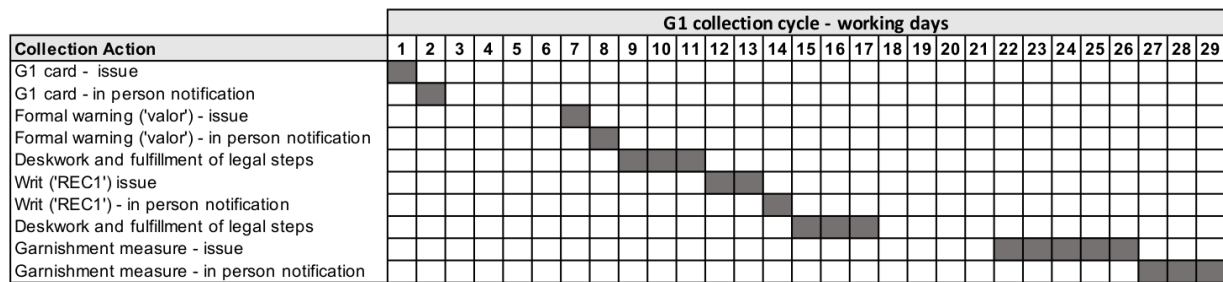 G1 collection cycle - working days
Collection Action 1 2 3 4 5 6 7 8 9 10 11 12 13 14 15 16 17 18 19 20 21 22 23 24 25 26 27 28 29
G1 card - issue
G1 card - in person notification
Formal warning ('valor') - issue
Formal warning ('valor') - in person notification
Deskwork and fulfillment of legal steps
Writ ('REC1') issue
Writ ('REC1') - in person notification
Deskwork and fulfillment of legal steps
Garnishment measure - issue
Garnishment measure - in person notification